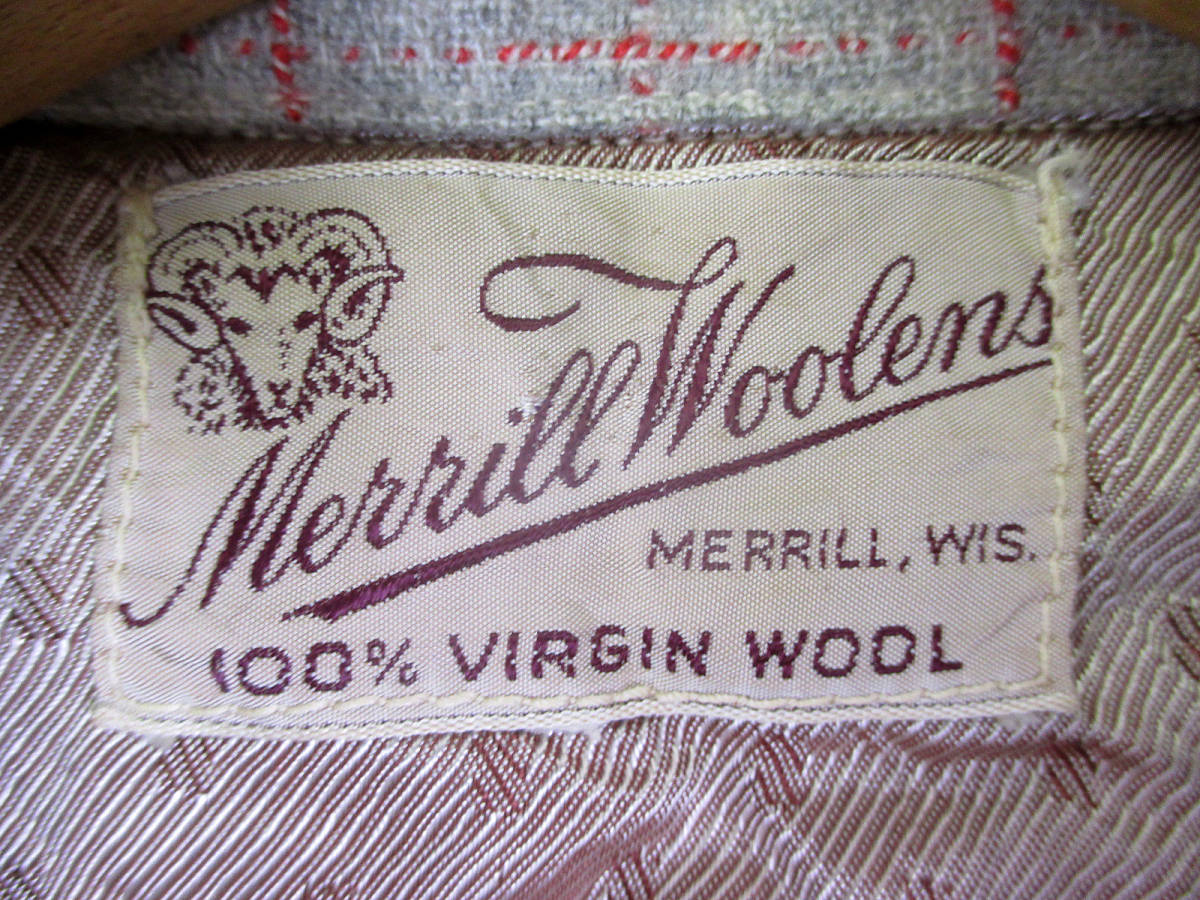 Merrill Woolens
MERRILL, WIS.
100% VIRGIN WOOL